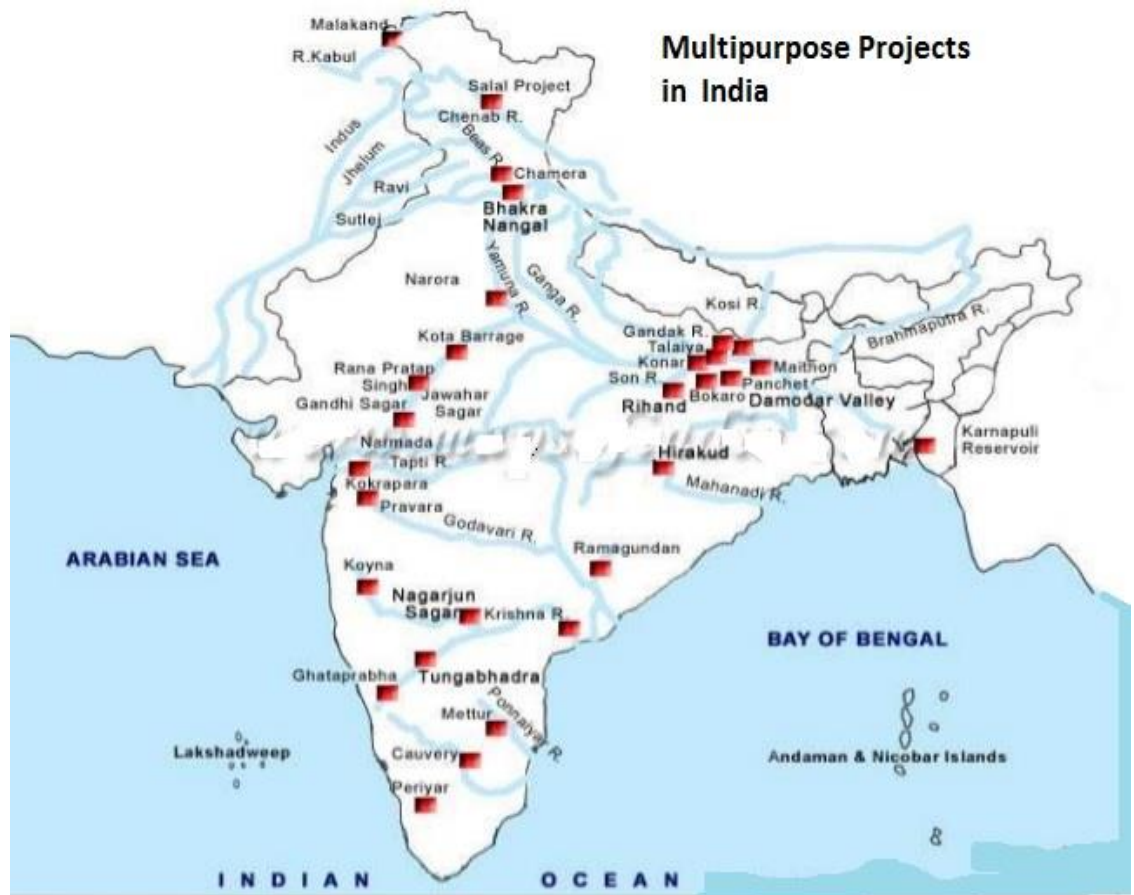 Multipurpose Projects
in India
Malakand
R.Kabul
Salal Project
Chenab R.
Indus
Jhelum
Beas R.
Ravi
Chamera
Sutlej
Bhakra
Nangal
Narora
Yamuna R.
Ganga R.
Kosi R.
Brahmaputra R.
Kota Barrage
Gandak R.
Talaiya
Konar
Maithon
Rana Pratap
Singh
Son R.
Panchet
Jawahar
Sagar
Bokaro
Rihand
Damodar Valley
Gandhi Sagar
Narmada
Karnapuli
Reservoir
Tapti R.
Hirakud
Kokrapara
Mahanadi R.
Pravara
Godavari R.
Ramagundan
ARABIAN SEA
Koyna
Nagarjun
Sagar
Krishna R.
BAY OF BENGAL
Ghataprabha
Tungabhadra
Ponnaiyar R.
Mettur
Lakshadweep
Cauvery
Andaman & Nicobar Islands
Periyar
INDIAN OCEAN